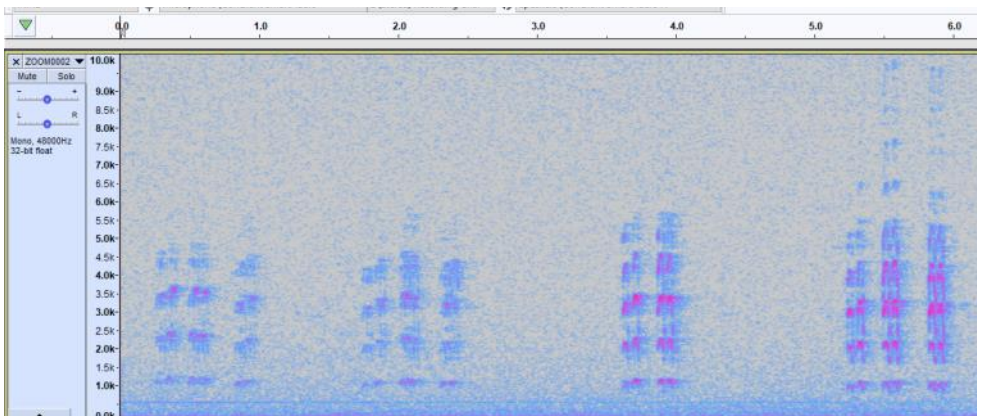 0.0 1.0 2.0 3.0 4.0 5.0 6.0
X ZOOM0002
Mute Solo
- +
L R
Mono, 48000Hz
32-bit float
10.0k
9.0k
8.5k
8.0k
7.5k
7.0k
6.5k
6.0k
5.5k
5.0k
4.5k
4.0k
3.5k
3.0k
2.5k
2.0k
1.5k
1.0k
0.0k